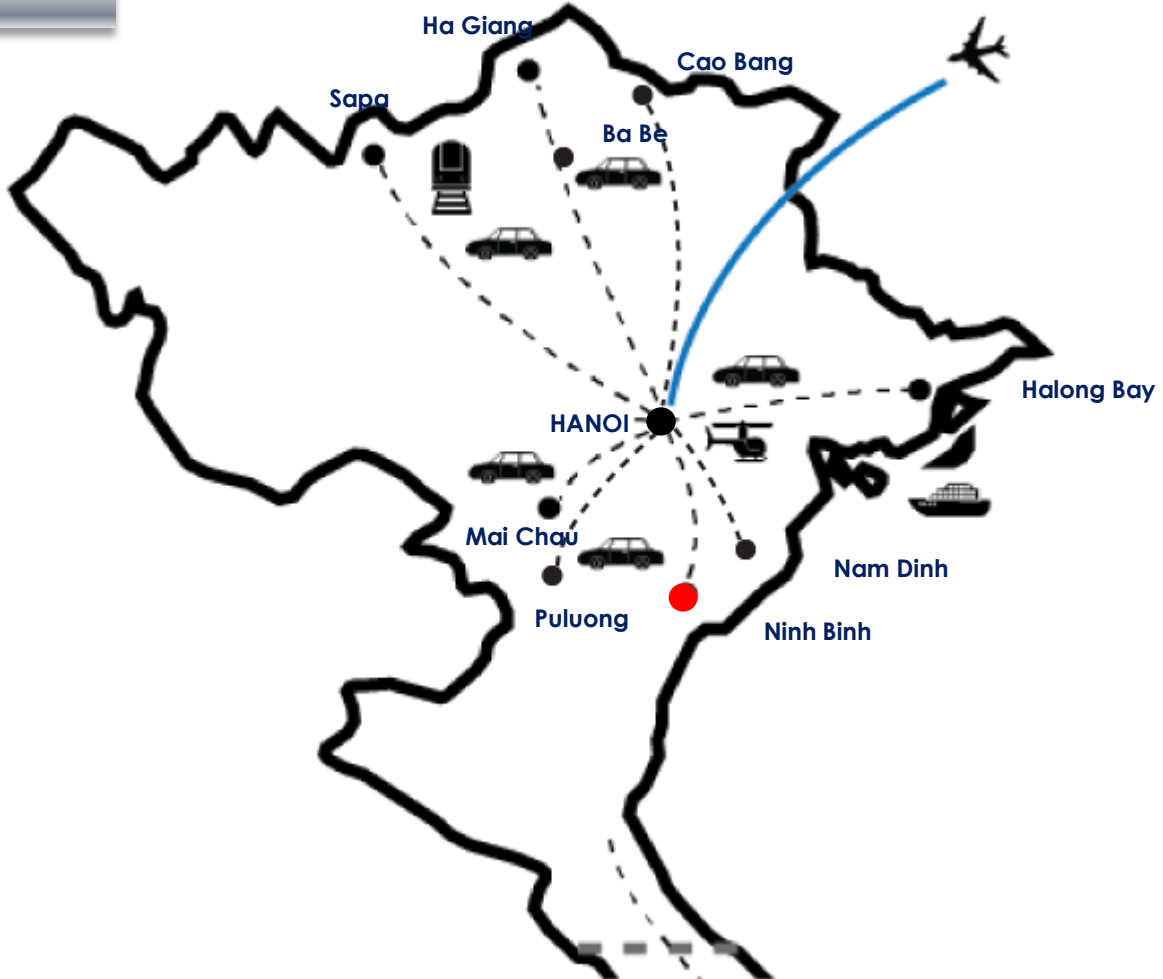 Ha Giang
Cao Bang
Sapa
Ba Be
Halong Bay
HANOI
Mai Chau
Nam Dinh
Puluong
Ninh Binh